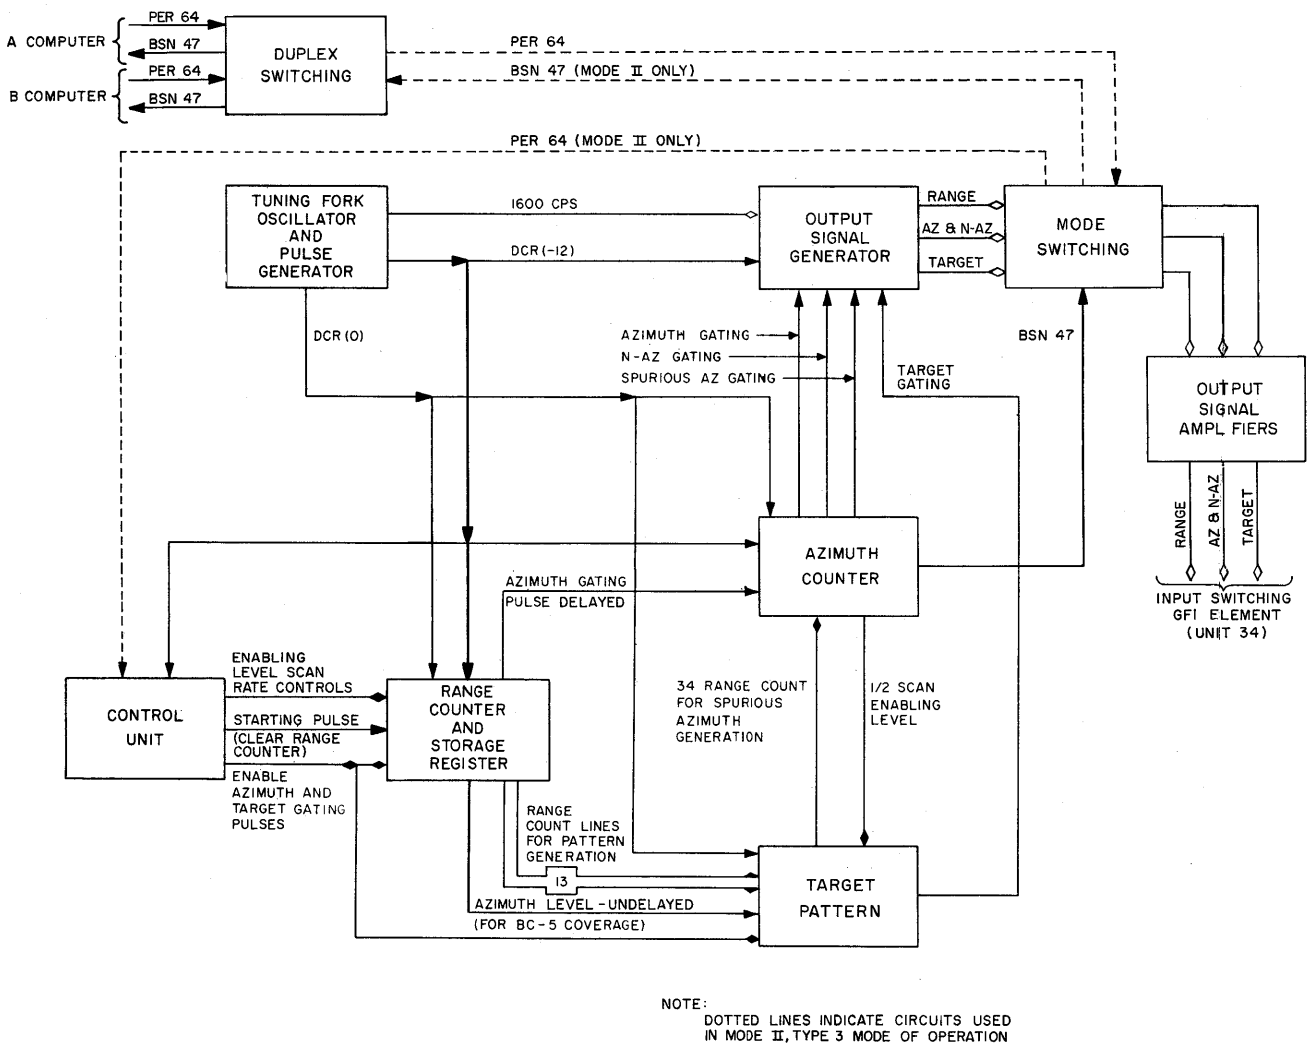 PER 64
A COMPUTER
BSN 47
PER 64
B COMPUTER
BSN 47
DUPLEX
SWITCHING
PER 64
BSN 47 (MODE II ONLY)
PER 64 (MODE II ONLY)
TUNING FORK
OSCILLATOR
AND
PULSE
GENERATOR
1600 CPS
DCR (-12)
DCR (0)
OUTPUT
SIGNAL
GENERATOR
RANGE
AZ & N-AZ
TARGET
MODE
SWITCHING
AZIMUTH GATING
N-AZ GATING
SPURIOUS AZ GATING
TARGET
GATING
BSN 47
OUTPUT
SIGNAL
AMPL FIERS
RANGE
AZ & N-AZ
TARGET
INPUT SWITCHING
GFI ELEMENT
(UNIT 34)
AZIMUTH
COUNTER
AZIMUTH GATING
PULSE DELAYED
ENABLING
LEVEL SCAN
RATE CONTROLS
CONTROL
UNIT
STARTING PULSE
(CLEAR RANGE
COUNTER)
ENABLE
AZIMUTH AND
TARGET GATING
PULSES
RANGE
COUNTER
AND
STORAGE
REGISTER
34 RANGE COUNT
FOR SPURIOUS
AZIMUTH
GENERATION
1/2 SCAN
ENABLING
LEVEL
RANGE
COUNT LINES
FOR PATTERN
GENERATION
13
AZIMUTH LEVEL - UNDELAYED
(FOR BC-5 COVERAGE)
TARGET
PATTERN
NOTE:
DOTTED LINES INDICATE CIRCUITS USED
IN MODE II, TYPE 3 MODE OF OPERATION